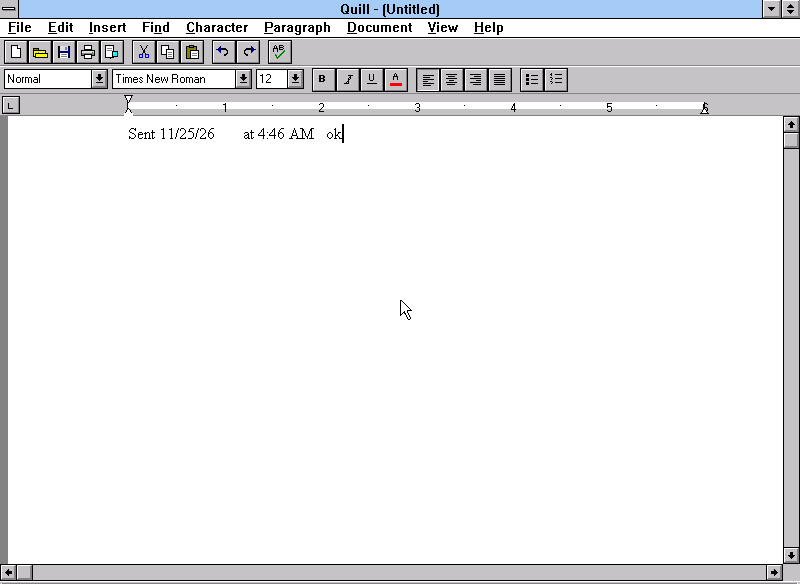 Quill - (Untitled)
File Edit Insert Find Character Paragraph Document View Help
ABC
Normal Times New Roman 12 B I U A
L 1 2 3 4 5 6
Sent 11/25/26 at 4:46 AM ok